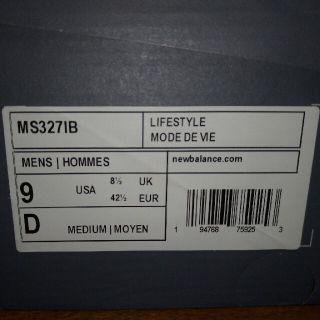 MS327IB
LIFESTYLE
MODE DE VIE
MENS | HOMMES
newbalance.com
9 USA 8½ UK
42½ EUR
D MEDIUM | MOYEN
1 94768 75925 3